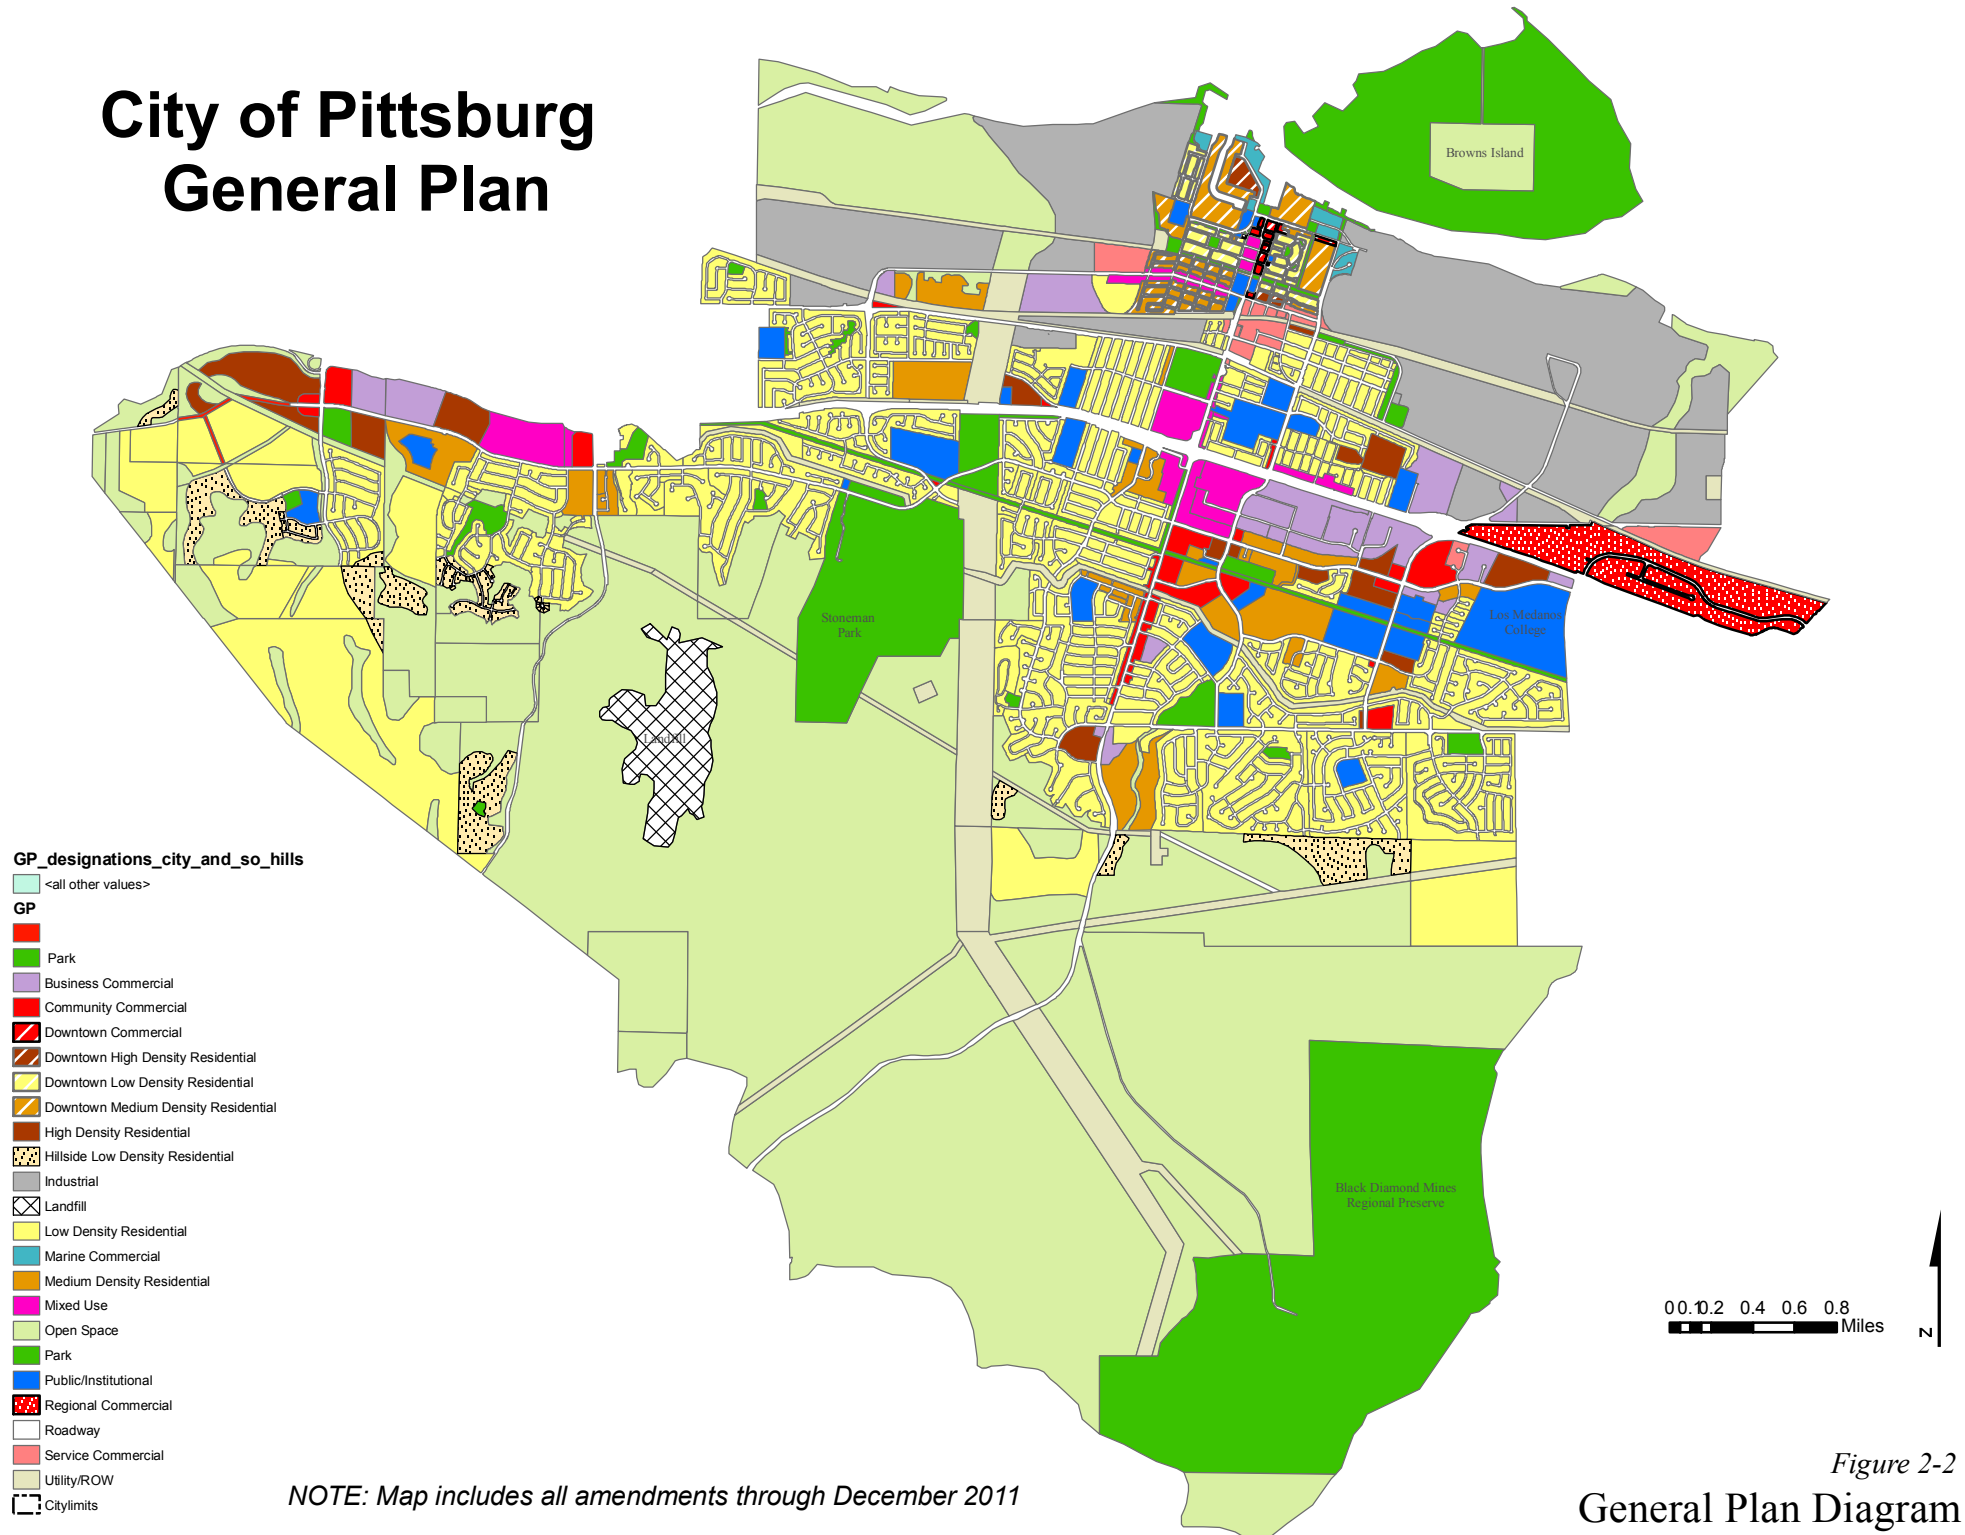 City of Pittsburg
General Plan
Browns Island
Stoneman
Park
Los Medanos
College
Landfill
Black Diamond Mines
Regional Preserve
GP_designations_city_and_so_hills
<all other values>
GP
Park
Business Commercial
Community Commercial
Downtown Commercial
Downtown High Density Residential
Downtown Low Density Residential
Downtown Medium Density Residential
High Density Residential
Hillside Low Density Residential
Industrial
Landfill
Low Density Residential
Marine Commercial
Medium Density Residential
Mixed Use
Open Space
Park
Public/Institutional
Regional Commercial
Roadway
Service Commercial
Utility/ROW
Citylimits
0 0.1 0.2 0.4 0.6 0.8
Miles
N
NOTE: Map includes all amendments through December 2011
Figure 2-2
General Plan Diagram